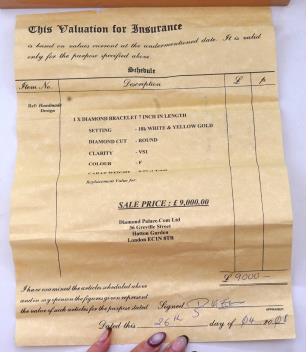 This Valuation for Insurance
is based on values current at the undermentioned date. It is valid
only for the purpose specified above
Schedule
Item No. Description £ p
Ref: Handmade
Design
1 X DIAMOND BRACELET 7 INCH IN LENGTH
SETTING - 18k WHITE & YELLOW GOLD
DIAMOND CUT - ROUND
CLARITY - VS1
COLOUR - F
Replacement Value for:
SALE PRICE : £ 9,000.00
Diamond Palace.Com Ltd
36 Greville Street
Hatton Garden
London EC1N 8TB
£ 9000 —
I have examined the articles scheduled above
and in my opinion the figures given represent
the value of such articles for the purpose stated. Signed
APPRAISER
Dated this 26th day of 04